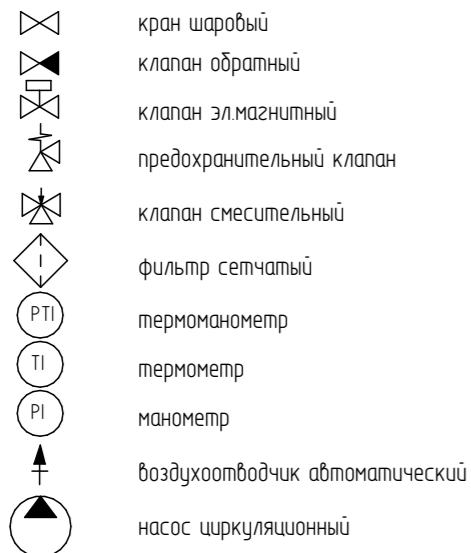 кран шаровый
клапан обратный
клапан эл.магнитный
предохранительный клапан
клапан смесительный
фильтр сетчатый
PTI термоманометр
TI термометр
PI манометр
воздухоотводчик автоматический
насос циркуляционный